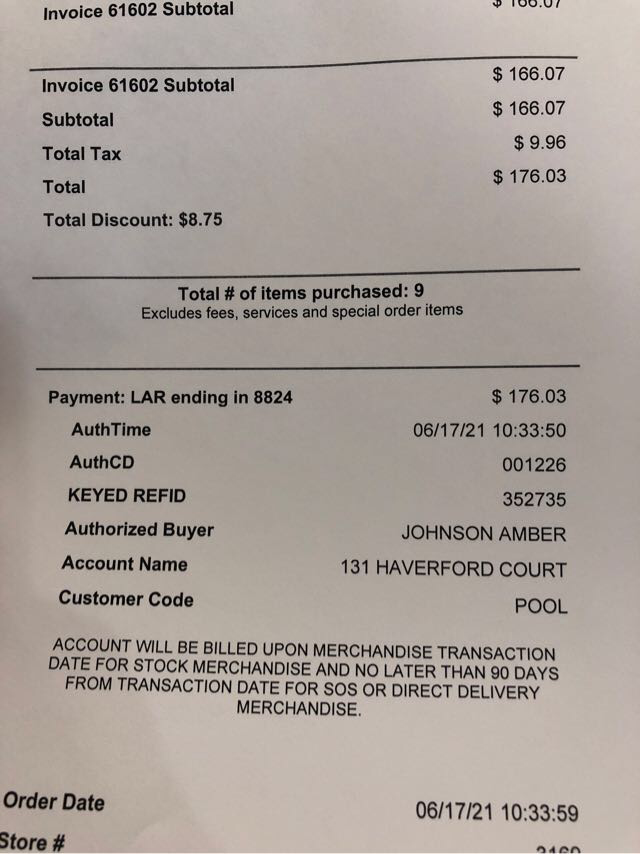 Invoice 61602 Subtotal $ 166.07
Invoice 61602 Subtotal $ 166.07
Subtotal $ 166.07
Total Tax $ 9.96
Total $ 176.03
Total Discount: $8.75
Total # of items purchased: 9
Excludes fees, services and special order items
Payment: LAR ending in 8824 $ 176.03
AuthTime 06/17/21 10:33:50
AuthCD 001226
KEYED REFID 352735
Authorized Buyer JOHNSON AMBER
Account Name 131 HAVERFORD COURT
Customer Code POOL
ACCOUNT WILL BE BILLED UPON MERCHANDISE TRANSACTION
DATE FOR STOCK MERCHANDISE AND NO LATER THAN 90 DAYS
FROM TRANSACTION DATE FOR SOS OR DIRECT DELIVERY
MERCHANDISE.
Order Date 06/17/21 10:33:59
Store #